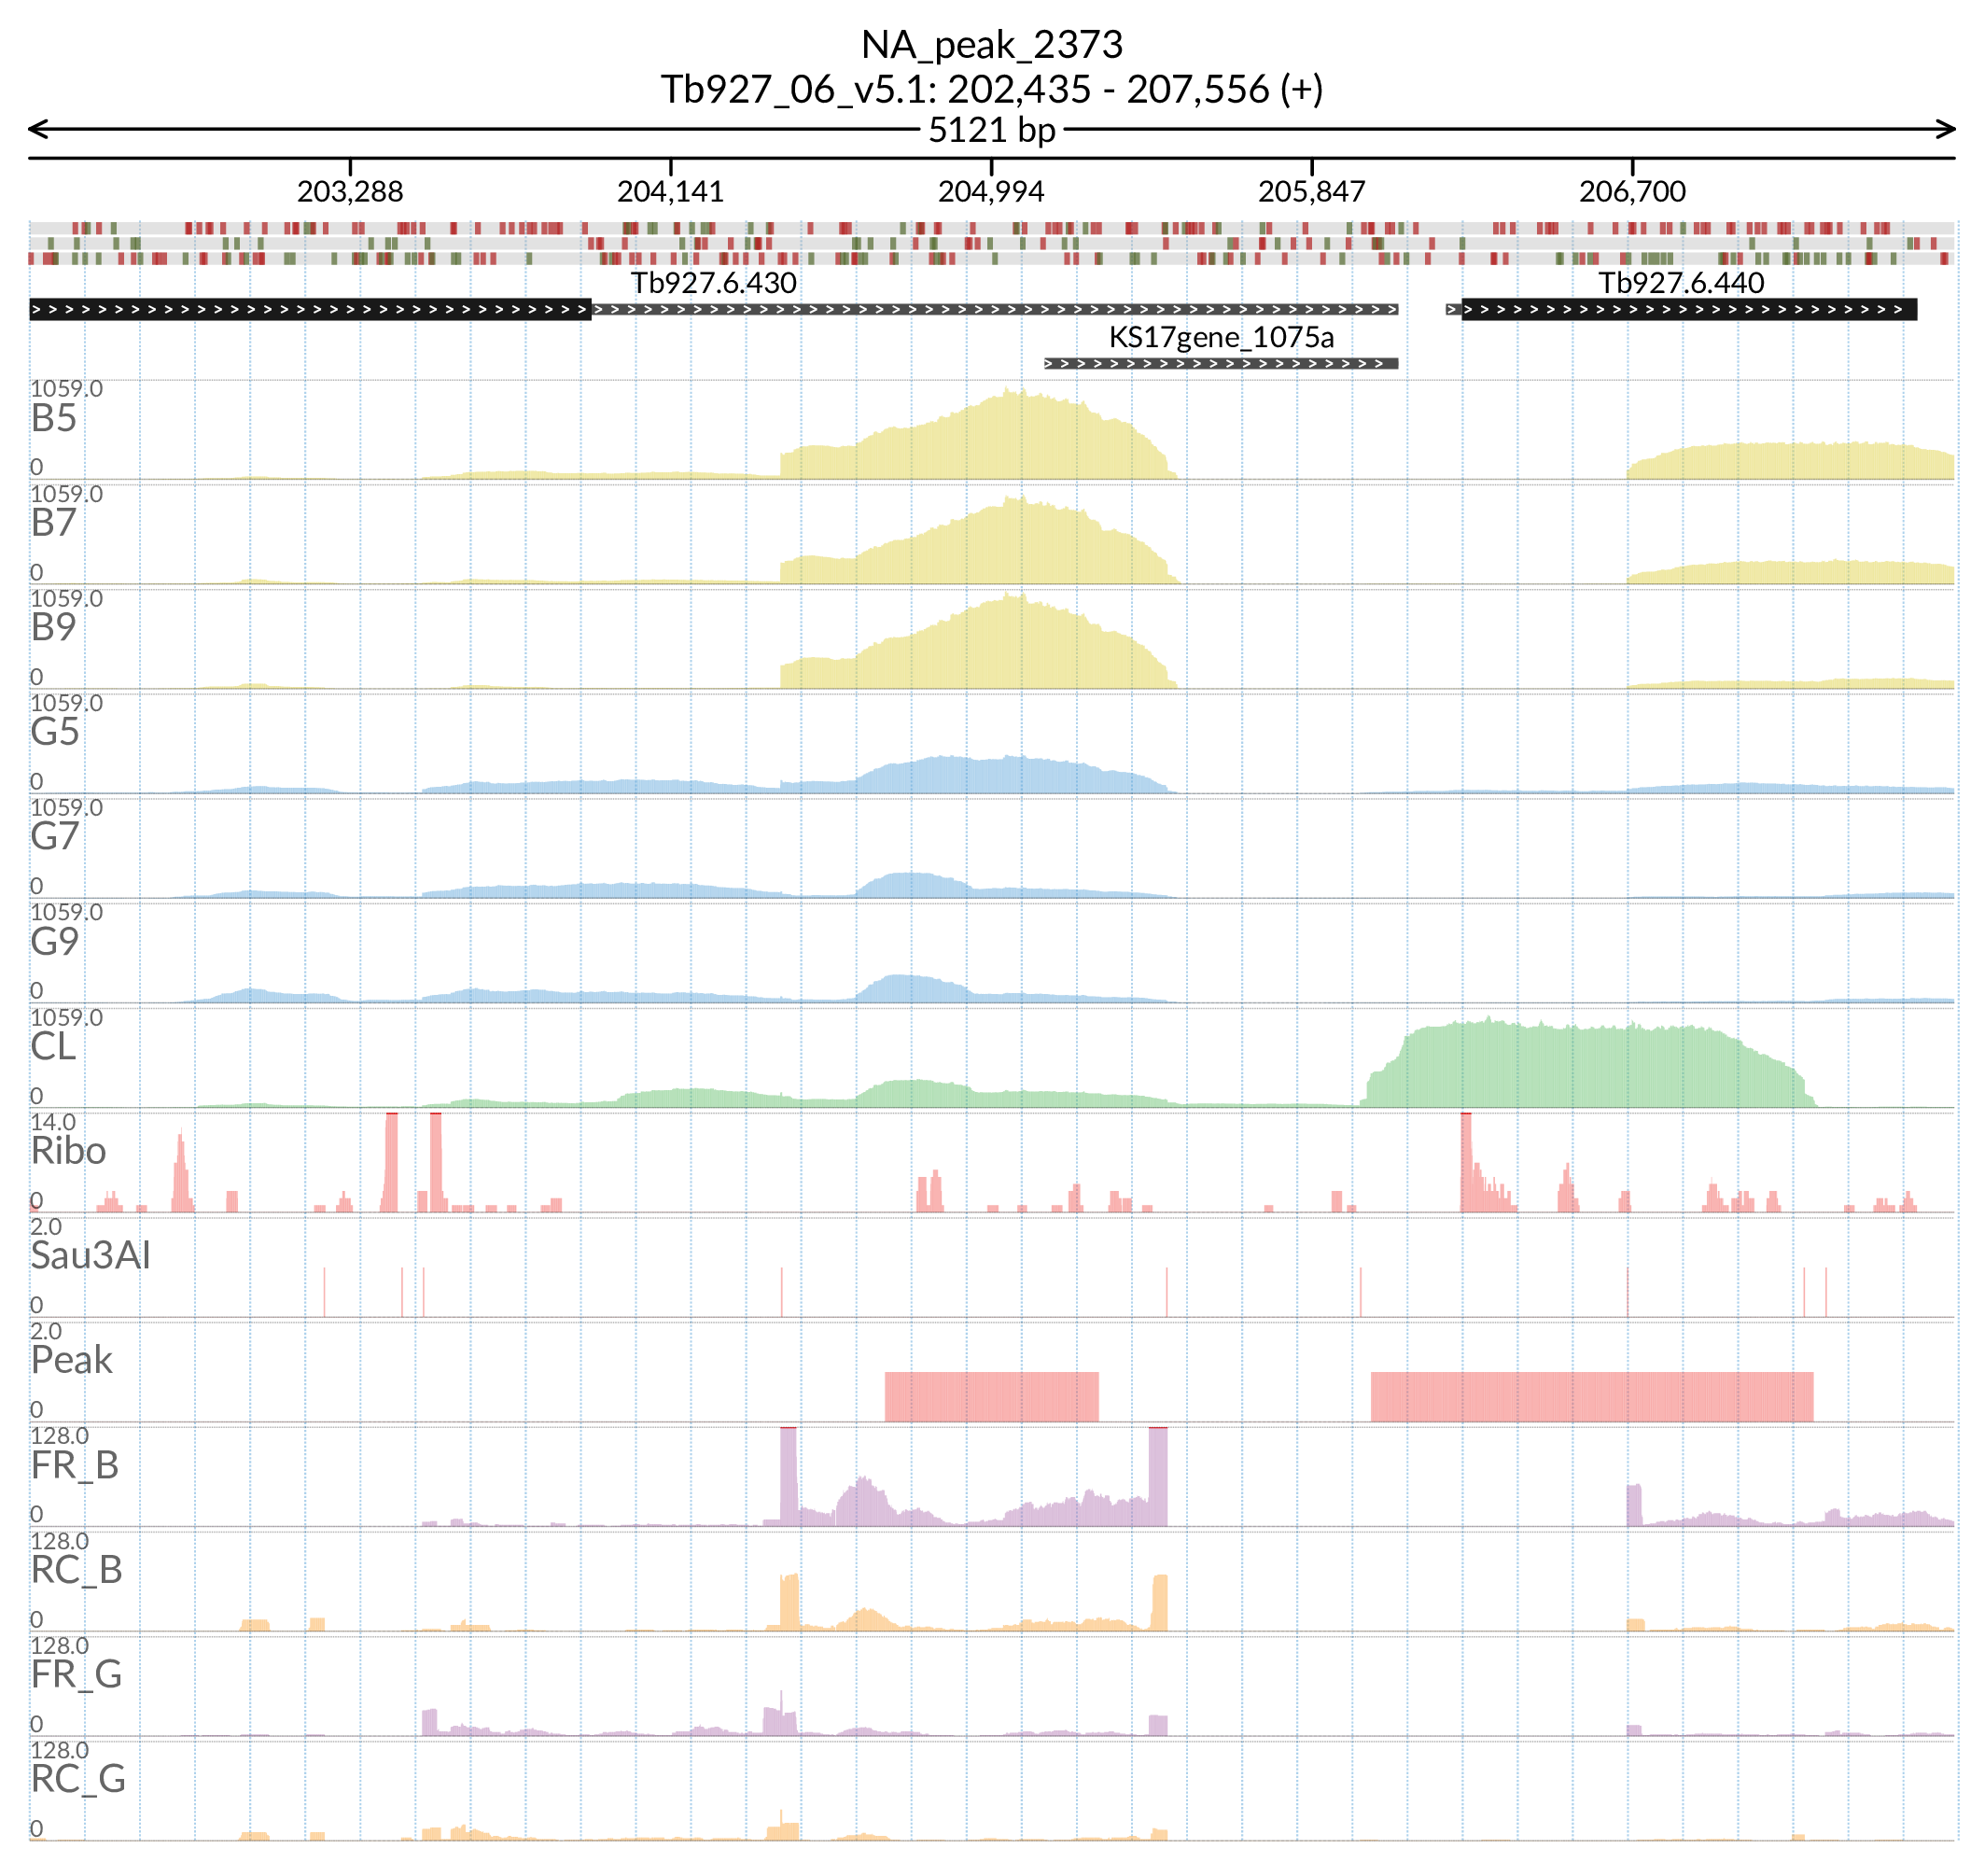 NA_peak_2373
Tb927_06_v5.1: 202,435 - 207,556 (+)
5121 bp
203,288 204,141 204,994 205,847 206,700
Tb927.6.430 Tb927.6.440
KS17gene_1075a
1059.0
B5
0
1059.0
B7
0
1059.0
B9
0
1059.0
G5
0
1059.0
G7
0
1059.0
G9
0
1059.0
CL
0
14.0
Ribo
0
2.0
Sau3AI
0
2.0
Peak
0
128.0
FR_B
0
128.0
RC_B
0
128.0
FR_G
0
128.0
RC_G
0